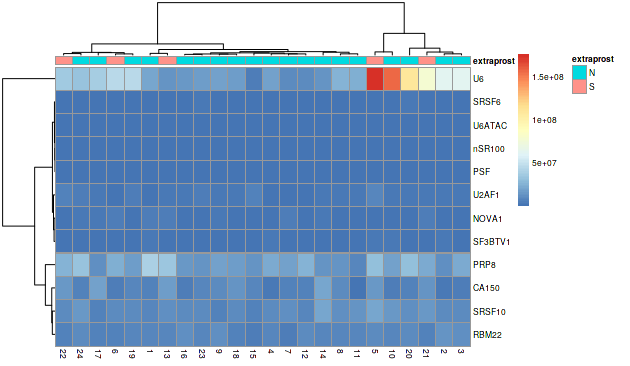 extraprost
U6
SRSF6
U6ATAC
nSR100
PSF
U2AF1
NOVA1
SF3BTV1
PRP8
CA150
SRSF10
RBM22
22 24 17 6 19 1 13 16 23 9 18 15 4 7 12 14 8 11 5 10 20 21 2 3
1.5e+08
1e+08
5e+07
extraprost
N
S